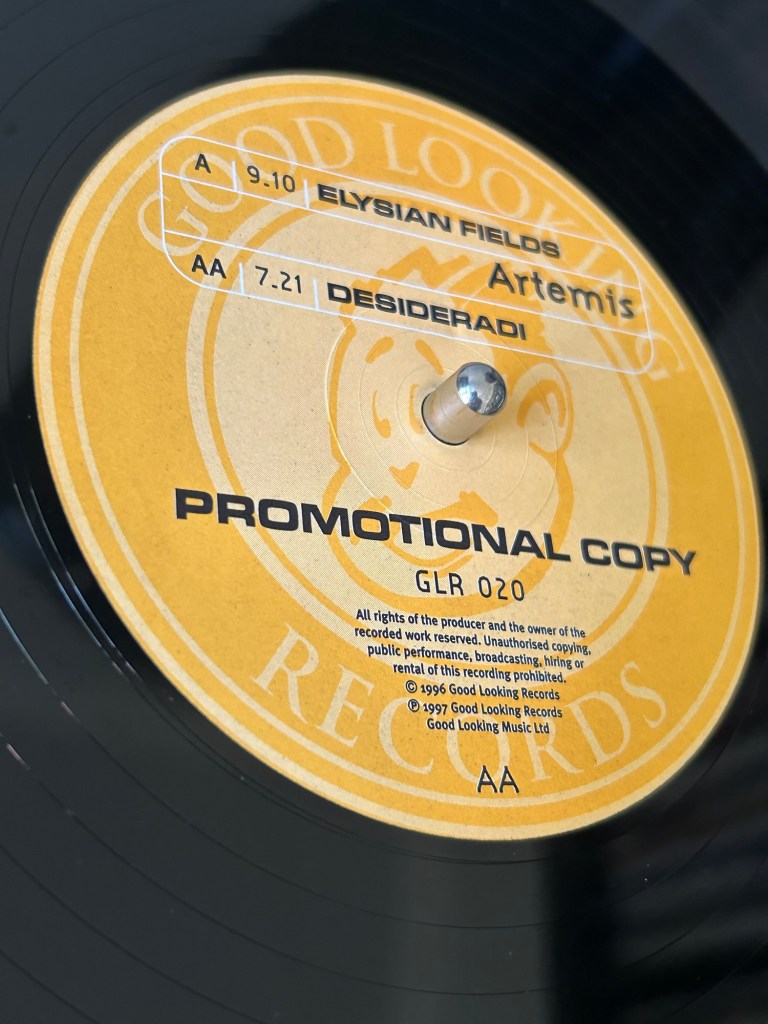 GOOD LOOKING
A 9.10 ELYSIAN FIELDS
Artemis
AA 7.21 DESIDERADI
PROMOTIONAL COPY
GLR 020
All rights of the producer and the owner of the
recorded work reserved. Unauthorised copying,
public performance, broadcasting, hiring or
rental of this recording prohibited.
© 1996 Good Looking Records
℗ 1997 Good Looking Records
Good Looking Music Ltd
RECORDS
AA